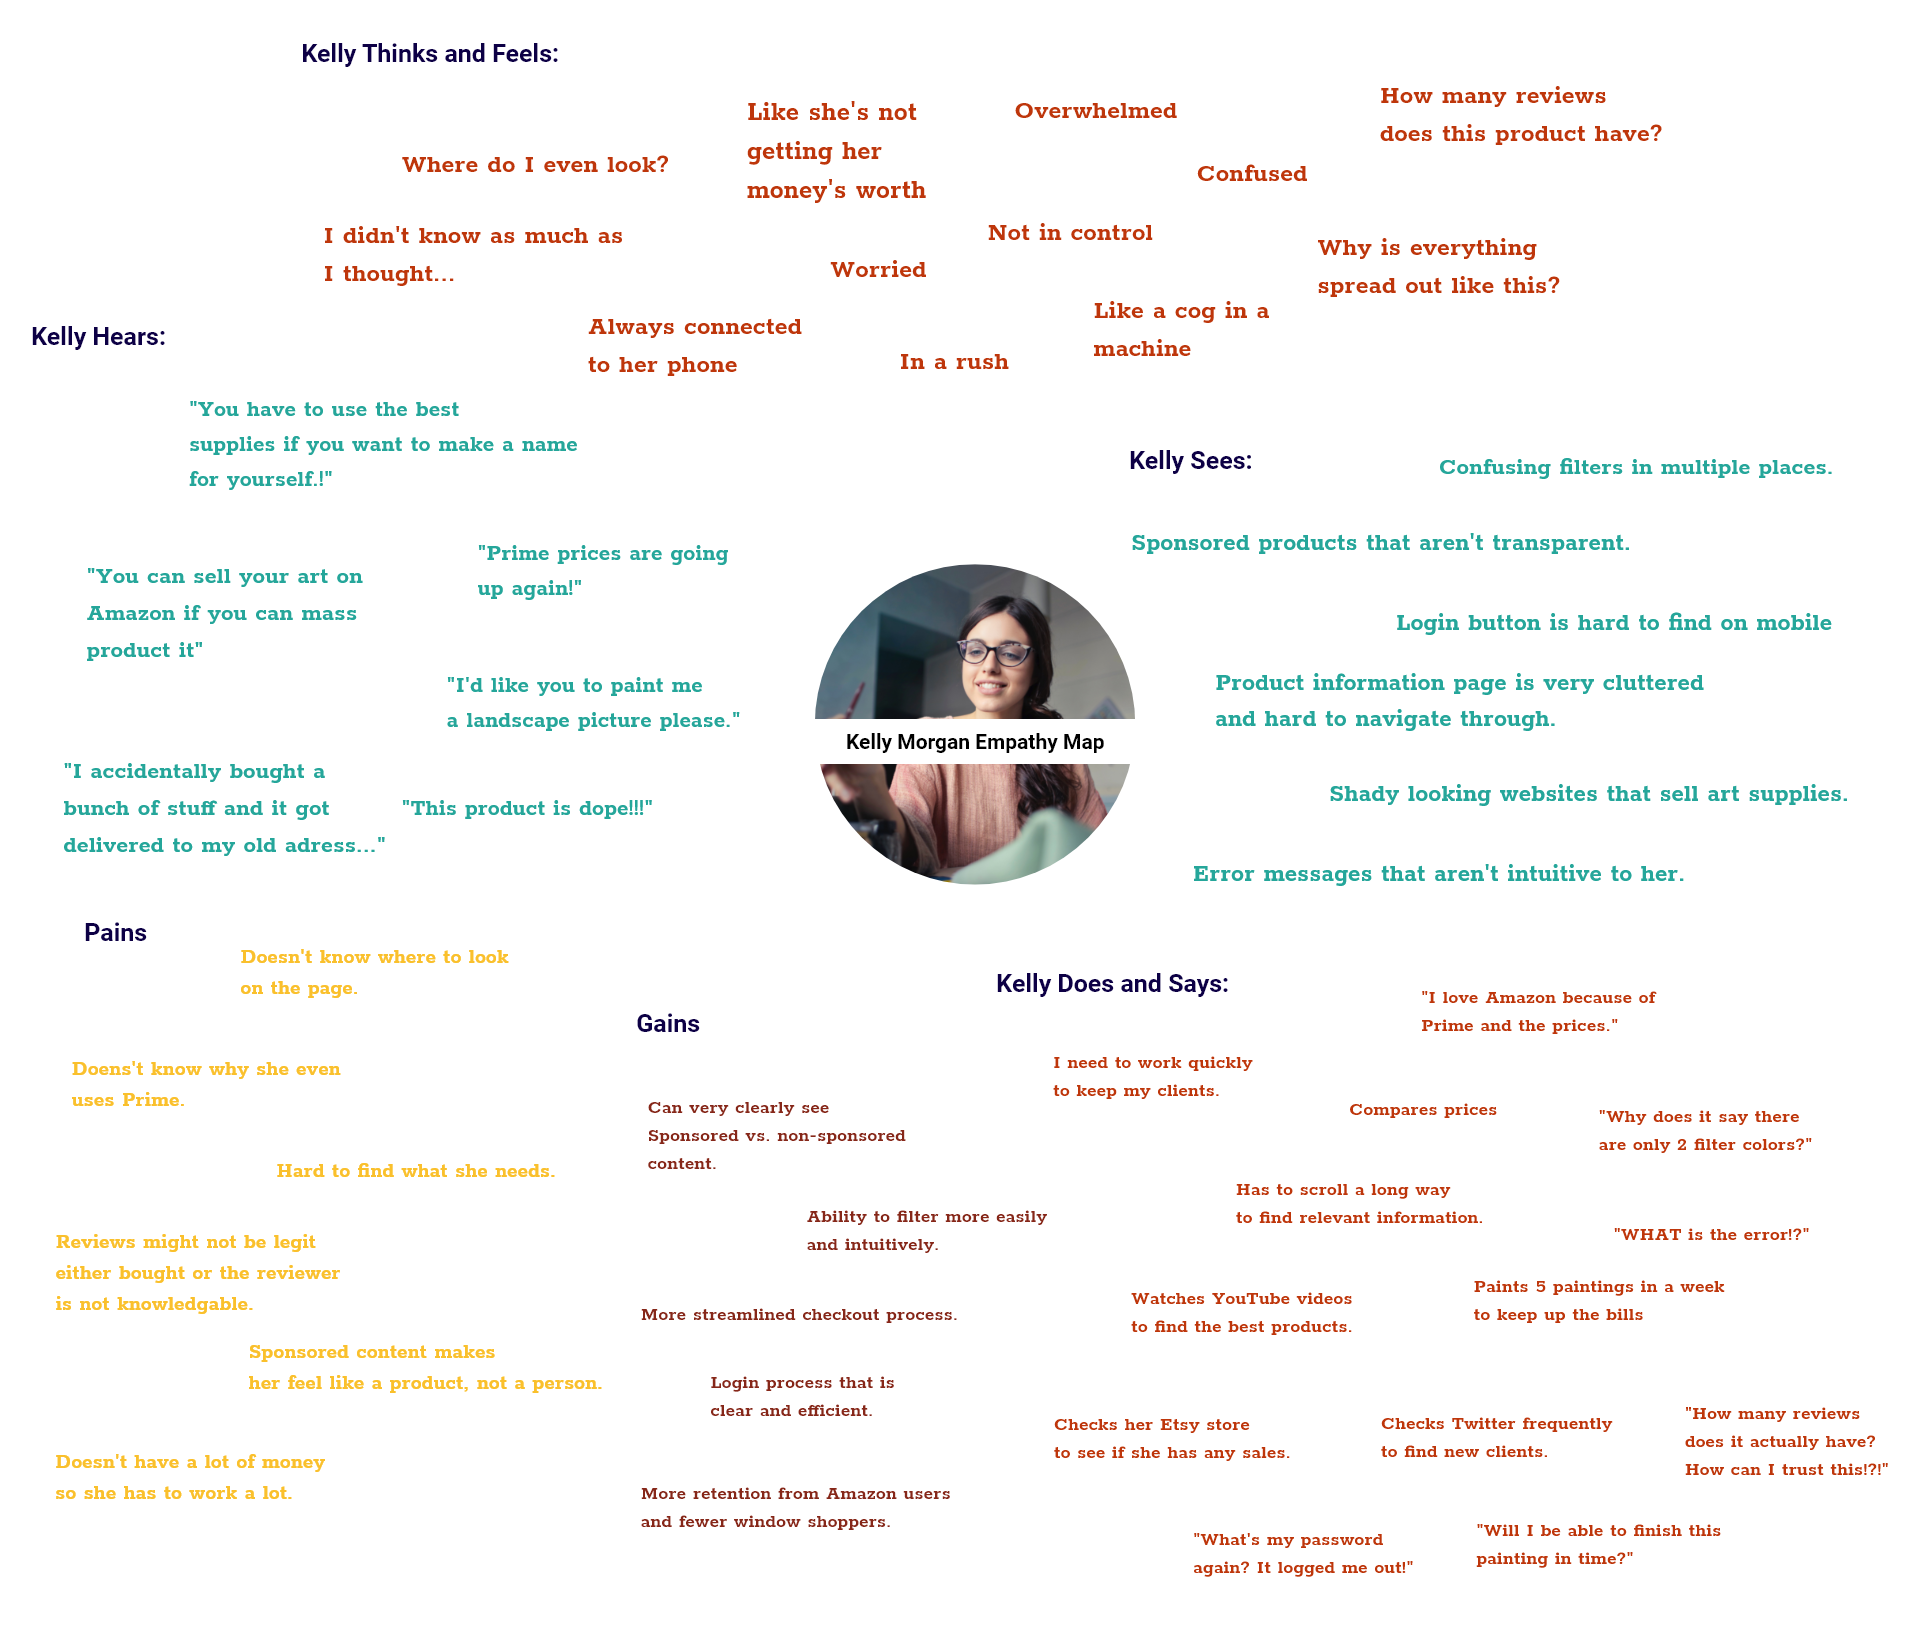 Kelly Thinks and Feels:
Where do I even look?
I didn't know as much as
I thought...
Like she's not
getting her
money's worth
Overwhelmed
Confused
How many reviews
does this product have?
Not in control
Worried
Why is everything
spread out like this?
Always connected
to her phone
In a rush
Like a cog in a
machine
Kelly Hears:
"You have to use the best
supplies if you want to make a name
for yourself.!"
"You can sell your art on
Amazon if you can mass
product it"
"Prime prices are going
up again!"
"I'd like you to paint me
a landscape picture please."
"I accidentally bought a
bunch of stuff and it got
delivered to my old adress..."
"This product is dope!!!"
Kelly Morgan Empathy Map
Kelly Sees:
Confusing filters in multiple places.
Sponsored products that aren't transparent.
Login button is hard to find on mobile
Product information page is very cluttered
and hard to navigate through.
Shady looking websites that sell art supplies.
Error messages that aren't intuitive to her.
Pains
Doesn't know where to look
on the page.
Doens't know why she even
uses Prime.
Hard to find what she needs.
Reviews might not be legit
either bought or the reviewer
is not knowledgable.
Sponsored content makes
her feel like a product, not a person.
Doesn't have a lot of money
so she has to work a lot.
Gains
Can very clearly see
Sponsored vs. non-sponsored
content.
Ability to filter more easily
and intuitively.
More streamlined checkout process.
Login process that is
clear and efficient.
More retention from Amazon users
and fewer window shoppers.
Kelly Does and Says:
"I love Amazon because of
Prime and the prices."
I need to work quickly
to keep my clients.
Compares prices
"Why does it say there
are only 2 filter colors?"
Has to scroll a long way
to find relevant information.
"WHAT is the error!?"
Watches YouTube videos
to find the best products.
Paints 5 paintings in a week
to keep up the bills
Checks her Etsy store
to see if she has any sales.
Checks Twitter frequently
to find new clients.
"How many reviews
does it actually have?
How can I trust this!?!"
"What's my password
again? It logged me out!"
"Will I be able to finish this
painting in time?"